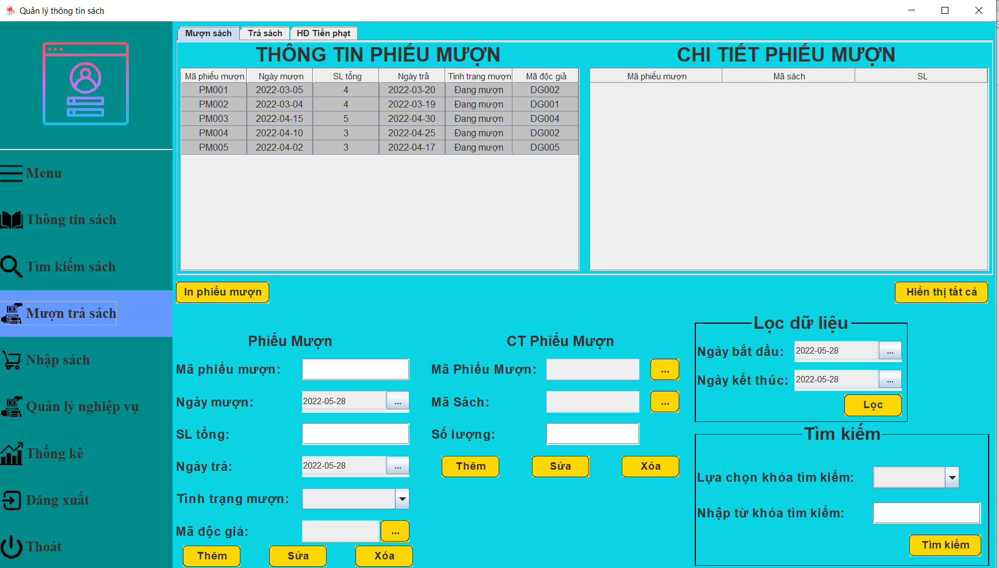 Quản lý thông tin sách
Menu
Thông tin sách
Tìm kiếm sách
Mượn trả sách
Nhập sách
Quản lý nghiệp vụ
Thống kê
Đăng xuất
Thoát
Mượn sách Trả sách HĐ Tiền phạt
THÔNG TIN PHIẾU MƯỢN
Mã phiếu mượn Ngày mượn SL tổng Ngày trả Tình trạng mượn Mã độc giả
PM001 2022-03-05 4 2022-03-20 Đang mượn DG002
PM002 2022-03-04 4 2022-03-19 Đang mượn DG001
PM003 2022-04-15 5 2022-04-30 Đang mượn DG004
PM004 2022-04-10 3 2022-04-25 Đang mượn DG002
PM005 2022-04-02 3 2022-04-17 Đang mượn DG005
CHI TIẾT PHIẾU MƯỢN
Mã phiếu mượn Mã sách SL
In phiếu mượn
Hiển thị tất cả
Phiếu Mượn
Mã phiếu mượn:
Ngày mượn: 2022-05-28 ...
SL tổng:
Ngày trả: 2022-05-28 ...
Tình trạng mượn:
Mã độc giả: ...
Thêm Sửa Xóa
CT Phiếu Mượn
Mã Phiếu Mượn: ...
Mã Sách: ...
Số lượng:
Thêm Sửa Xóa
Lọc dữ liệu
Ngày bắt đầu: 2022-05-28 ...
Ngày kết thúc: 2022-05-28 ...
Lọc
Tìm kiếm
Lựa chọn khóa tìm kiếm:
Nhập từ khóa tìm kiếm:
Tìm kiếm